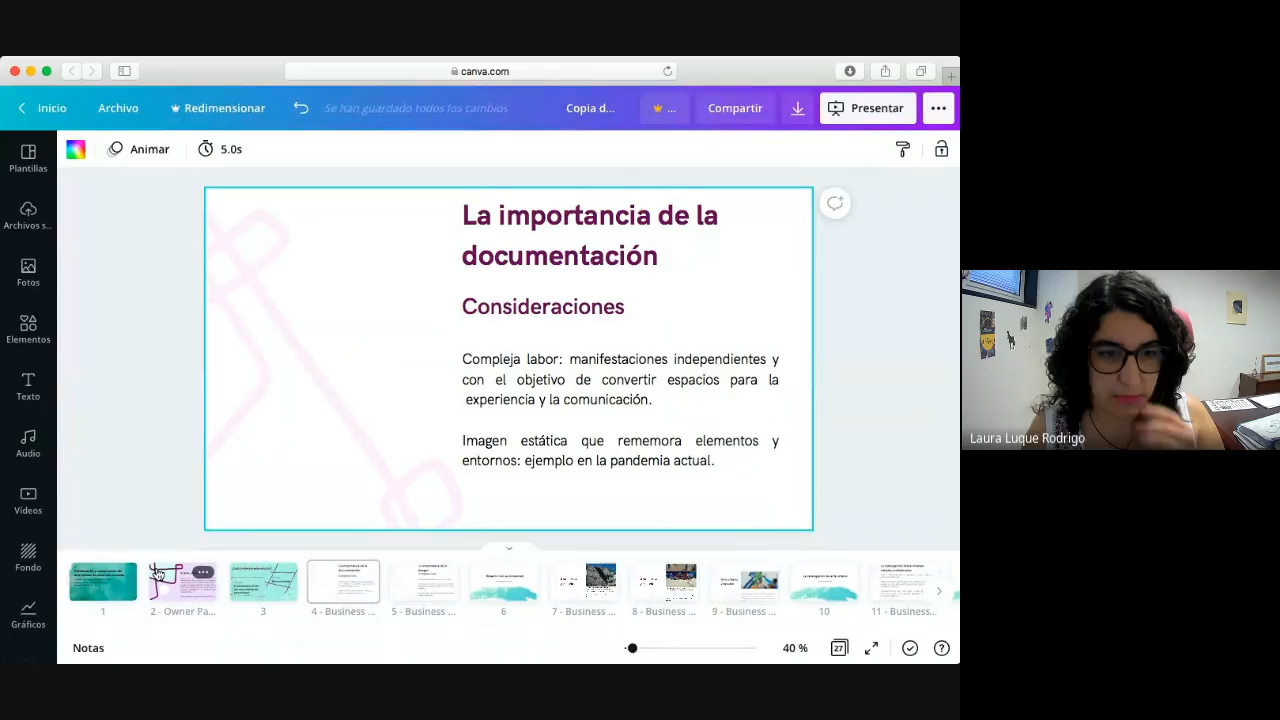 canva.com
Inicio
Archivo
Redimensionar
Se han guardado todos los cambios
Copia d...
...
Compartir
Presentar
Animar
5.0s
Plantillas
Archivos s...
Fotos
Elementos
Texto
Audio
Vídeos
Fondo
Gráficos
La importancia de la
documentación
Consideraciones
Compleja labor: manifestaciones independientes y
con el objetivo de convertir espacios para la
experiencia y la comunicación.
Imagen estática que rememora elementos y
entornos: ejemplo en la pandemia actual.
1
2 - Owner Pa...
3
4 - Business ...
5 - Business ...
6
7 - Business ...
8 - Business ...
9 - Business ...
10
11 - Business...
Notas
40 %
27
Laura Luque Rodrigo